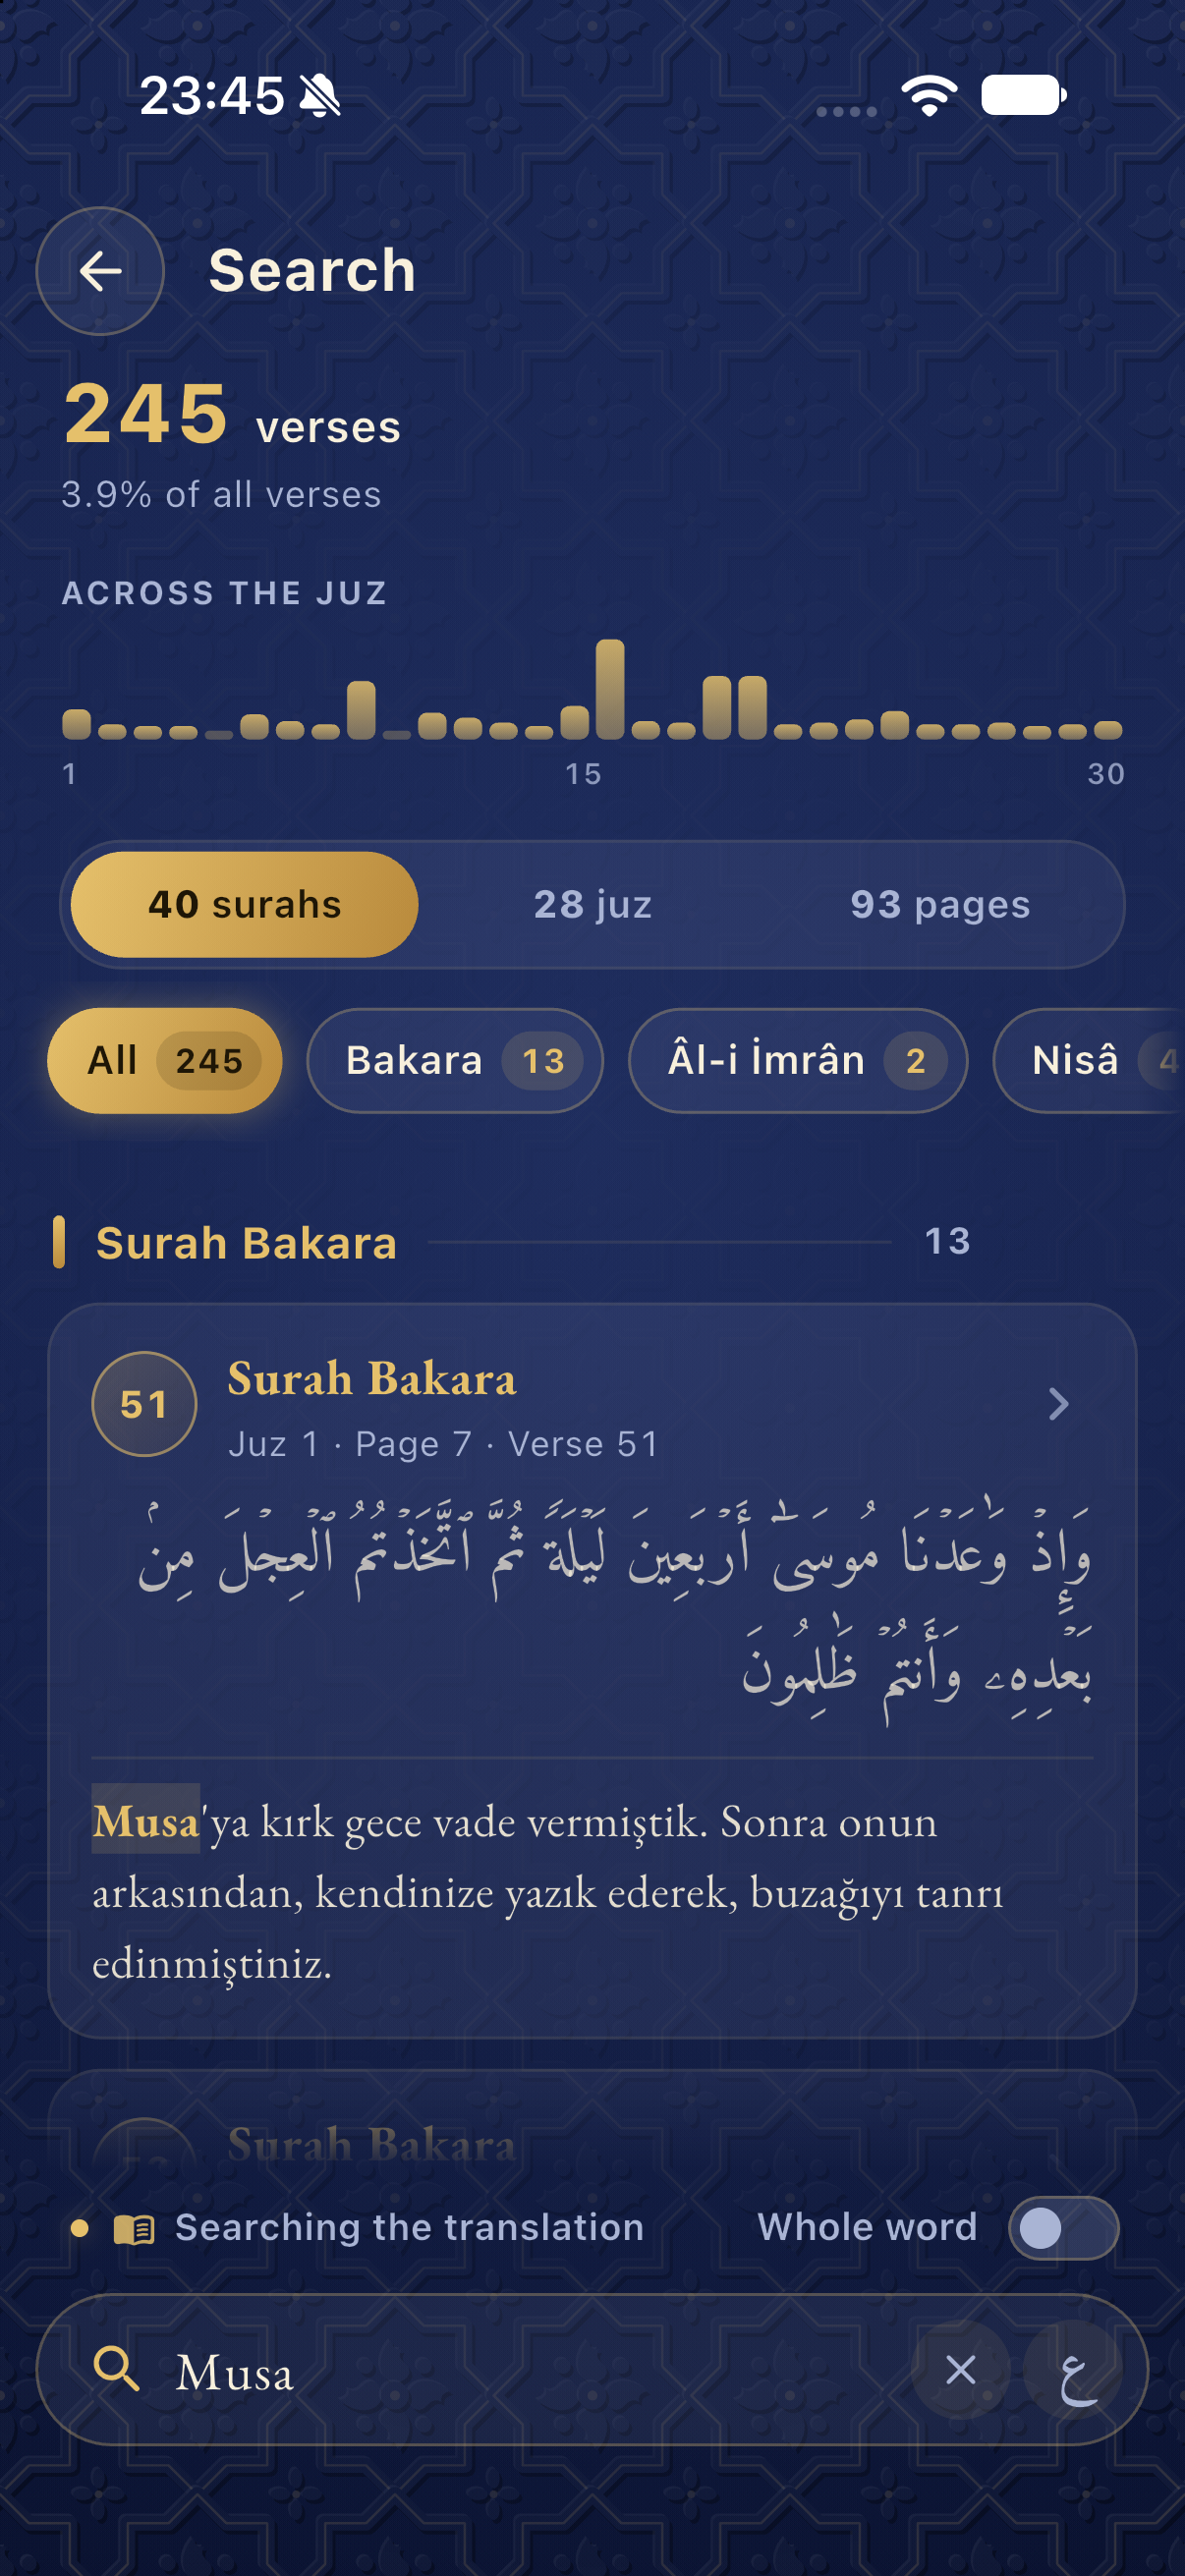 23:45
Search
245 verses
3.9% of all verses
ACROSS THE JUZ
1 15 30
40 surahs 28 juz 93 pages
All 245 Bakara 13 Âl-i İmrân 2 Nisâ 4
Surah Bakara 13
51 Surah Bakara
Juz 1 · Page 7 · Verse 51
وَإِذْ وَٰعَدْنَا مُوسَىٰٓ أَرْبَعِينَ لَيْلَةً ثُمَّ ٱتَّخَذْتُمُ ٱلْعِجْلَ مِنۢ
بَعْدِهِۦ وَأَنتُمْ ظَٰلِمُونَ
Musa'ya kırk gece vade vermiştik. Sonra onun
arkasından, kendinize yazık ederek, buzağıyı tanrı
edinmiştiniz.
Surah Bakara
Searching the translation Whole word
Musa ع